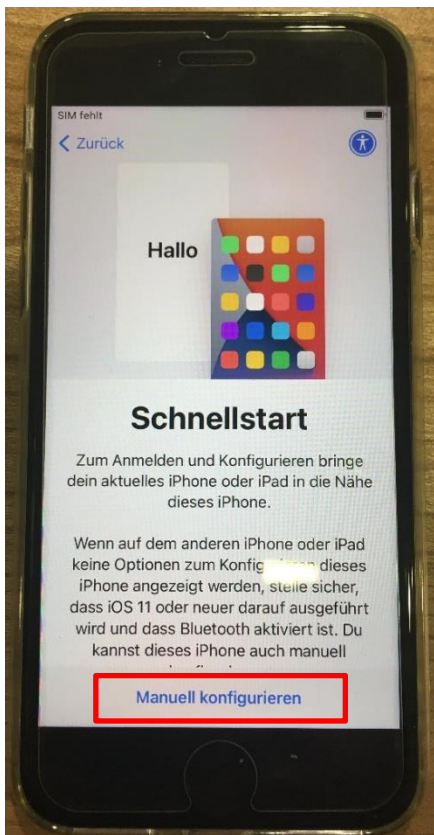 SIM fehlt
Zurück
Hallo
Schnellstart
Zum Anmelden und Konfigurieren bringe
dein aktuelles iPhone oder iPad in die Nähe
dieses iPhone.
Wenn auf dem anderen iPhone oder iPad
keine Optionen zum dieses
iPhone angezeigt werden, stelle sicher,
dass iOS 11 oder neuer darauf ausgeführt
wird und dass Bluetooth aktiviert ist. Du
kannst dieses iPhone auch manuell
Manuell konfigurieren